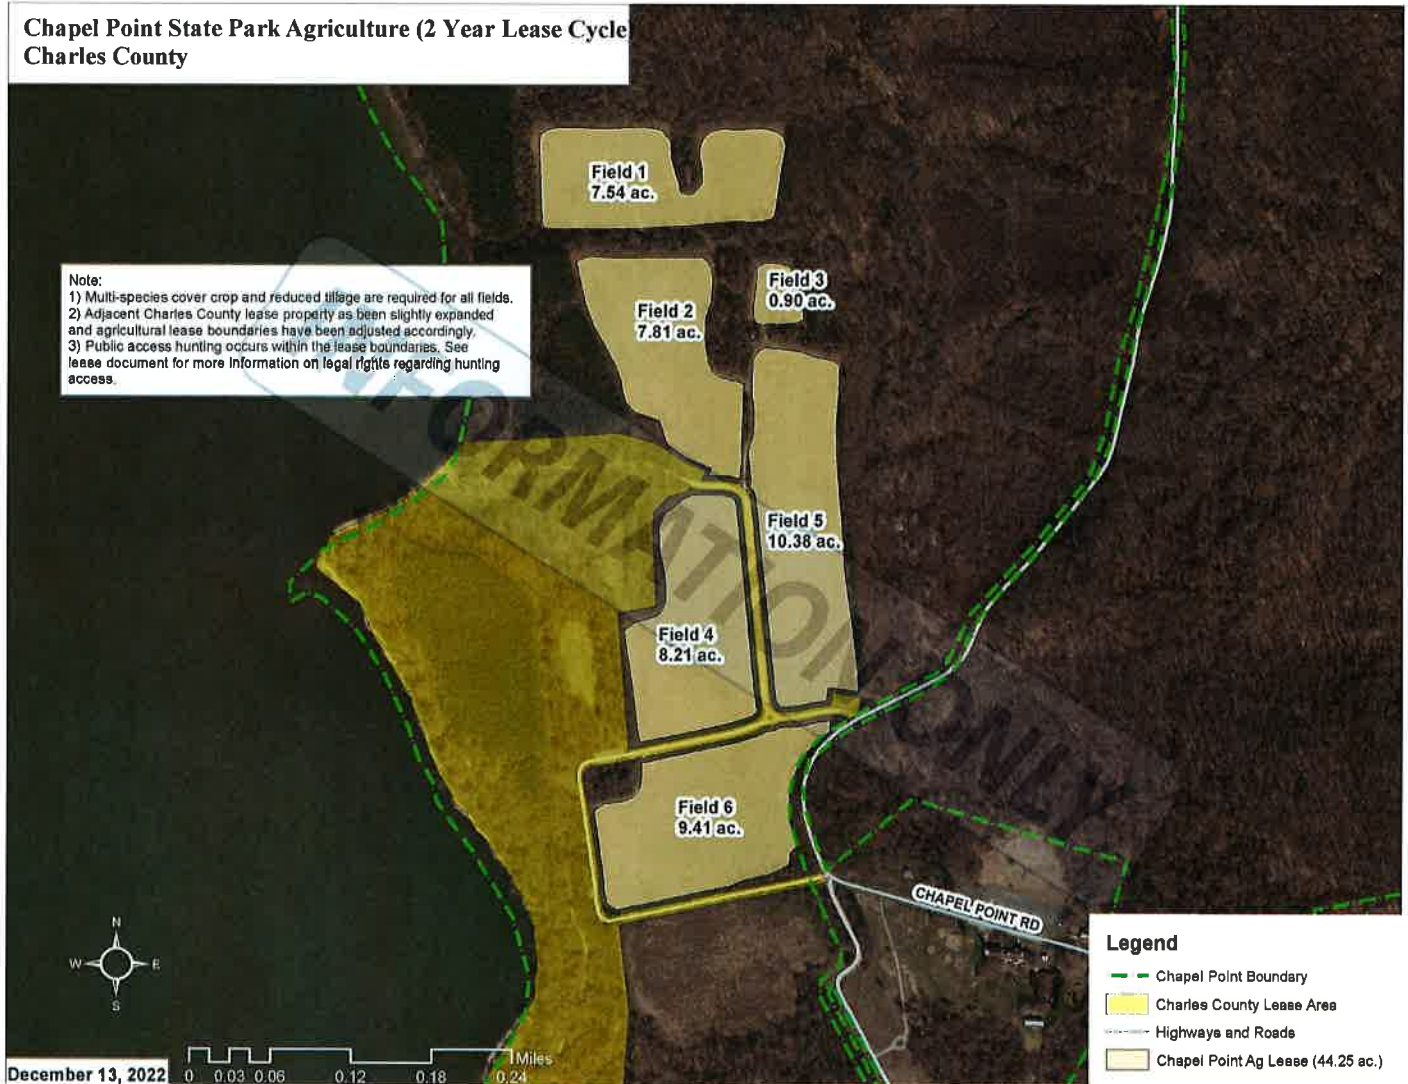 Chapel Point State Park Agriculture (2 Year Lease Cycle)
Charles County
Field 1
7.54 ac.
Note:
1) Multi-species cover crop and reduced tillage are required for all fields.
2) Adjacent Charles County lease property as been slightly expanded
and agricultural lease boundaries have been adjusted accordingly.
3) Public access hunting occurs within the lease boundaries. See
lease document for more information on legal rights regarding hunting
access.
Field 2
7.81 ac.
Field 3
0.90 ac.
Field 5
10.38 ac.
Field 4
8.21 ac.
Field 6
9.41 ac.
INFORMATION ONLY
CHAPEL POINT RD
N
W E
S
Legend
Chapel Point Boundary
Charles County Lease Area
Highways and Roads
Chapel Point Ag Lease (44.25 ac.)
Miles
0 0.03 0.06 0.12 0.18 0.24
December 13, 2022